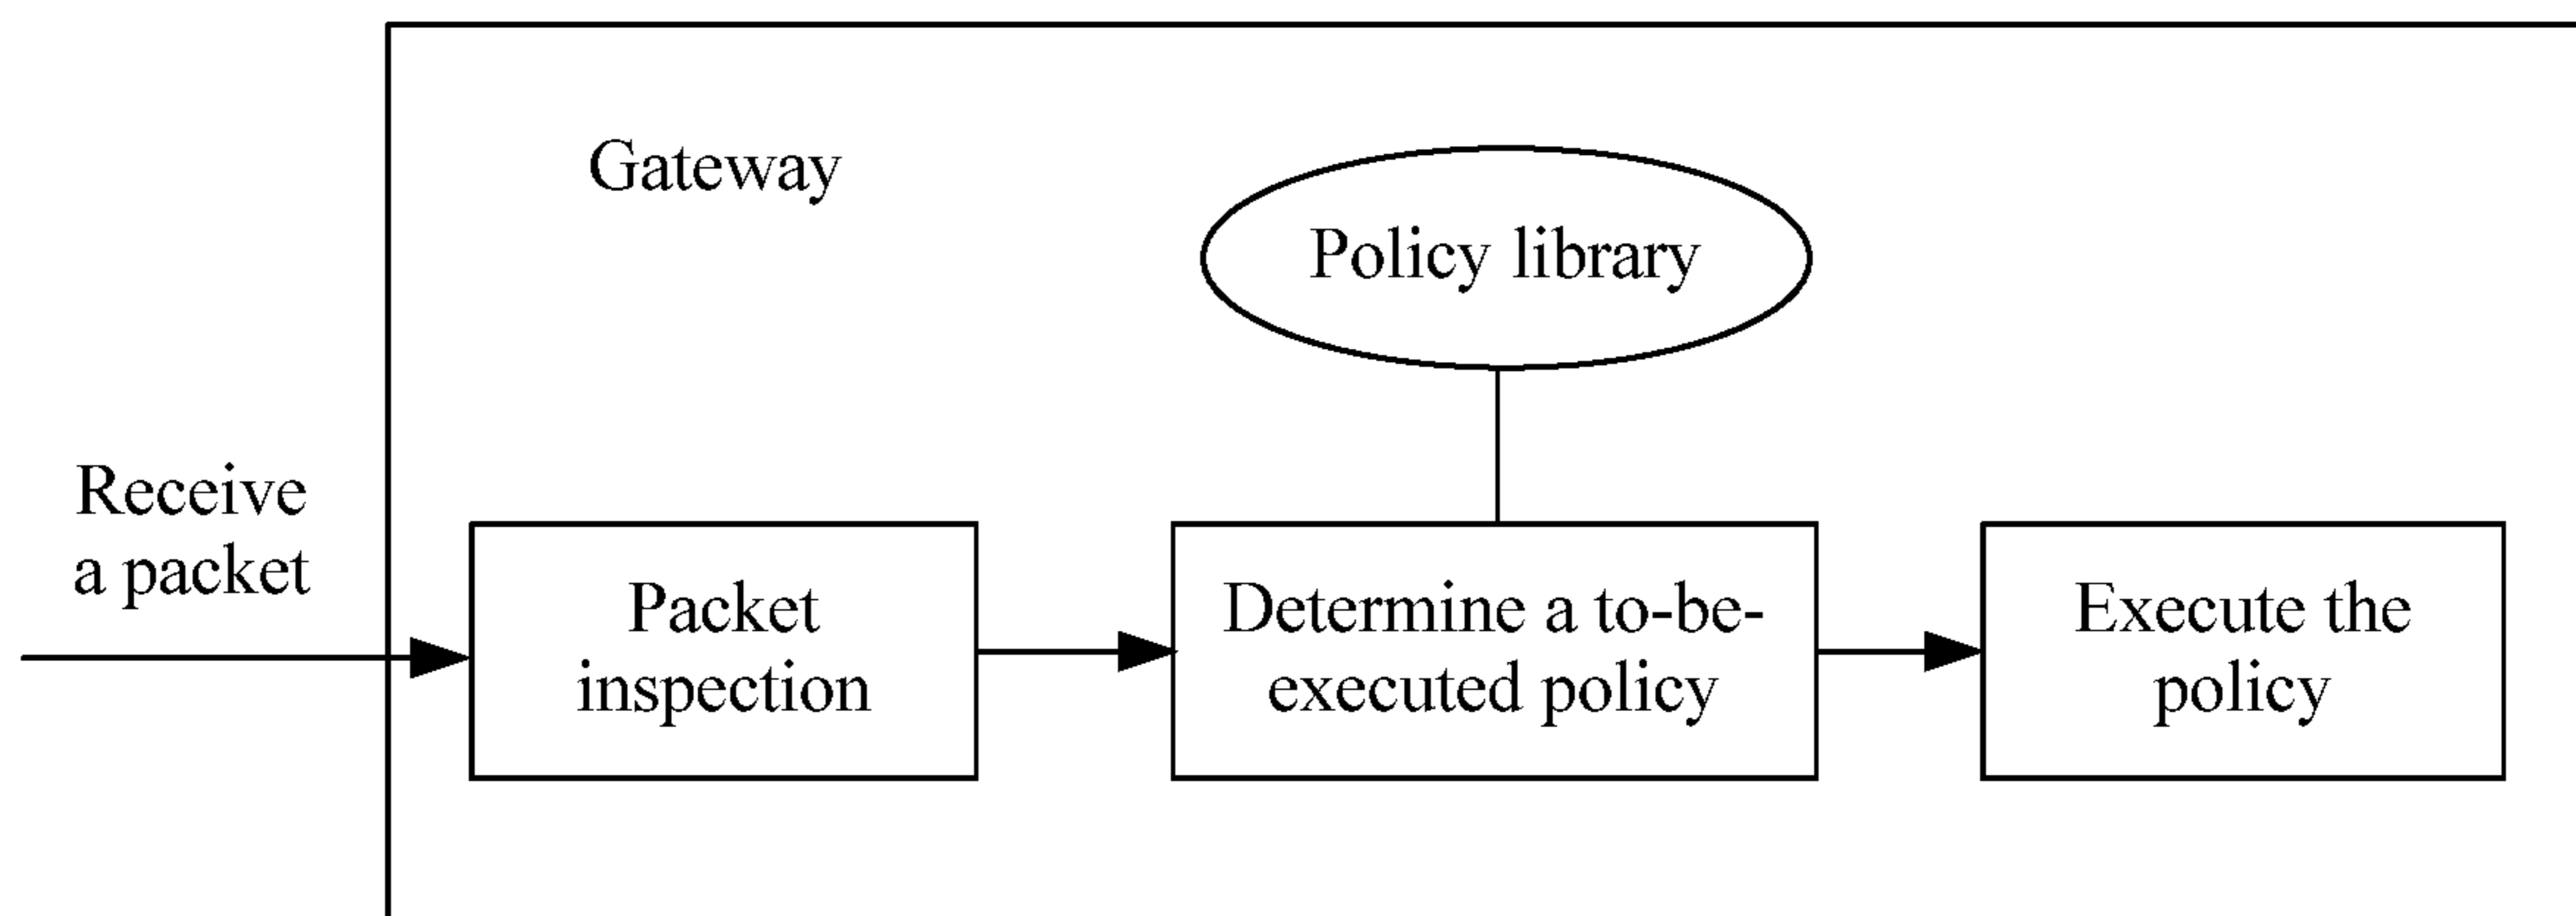 Gateway
Policy library
Receive
a packet
Packet
inspection
Determine a to-be-
executed policy
Execute the
policy